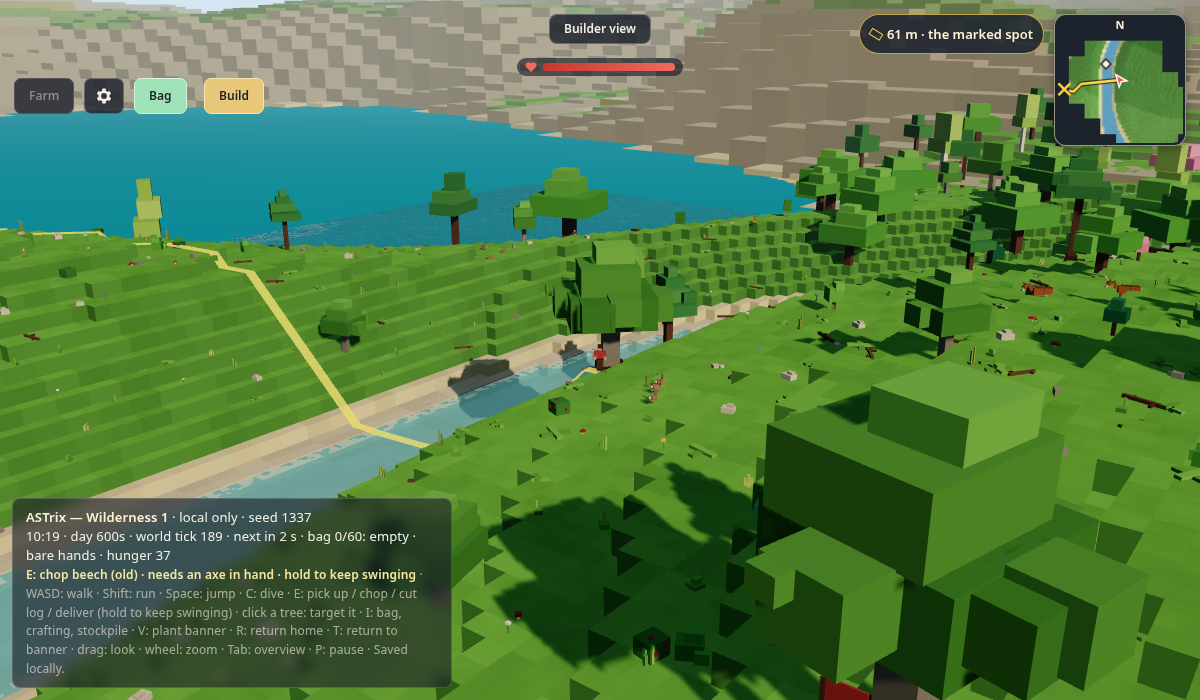 Builder view
61 m · the marked spot
N
Farm
Bag
Build
ASTrix — Wilderness 1 · local only · seed 1337
10:19 · day 600s · world tick 189 · next in 2 s · bag 0/60: empty ·
bare hands · hunger 37
E: chop beech (old) · needs an axe in hand · hold to keep swinging ·
WASD: walk · Shift: run · Space: jump · C: dive · E: pick up / chop / cut
log / deliver (hold to keep swinging) · click a tree: target it · I: bag,
crafting, stockpile · V: plant banner · R: return home · T: return to
banner · drag: look · wheel: zoom · Tab: overview · P: pause · Saved
locally.